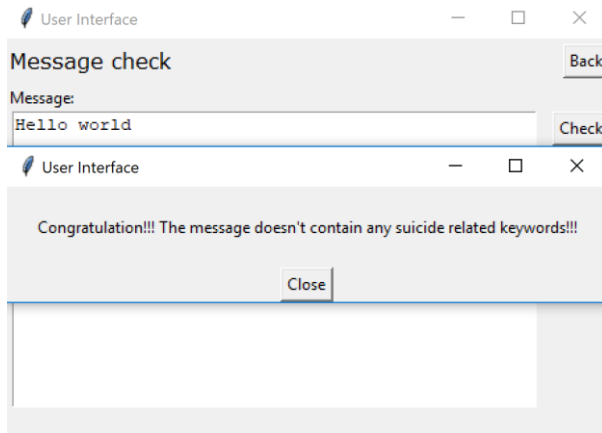 User Interface
Message check
Back
Message:
Hello world
Check
User Interface
Congratulation!!! The message doesn't contain any suicide related keywords!!!
Close